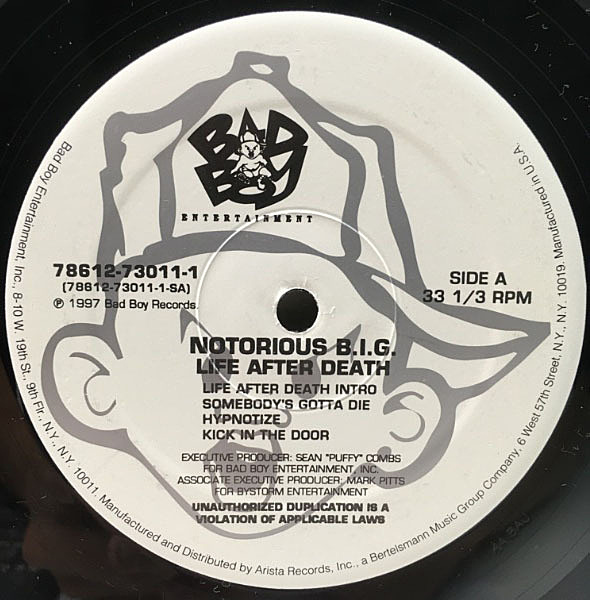 BAD
BOY
ENTERTAINMENT
78612-73011-1
(78612-73011-1-SA)
℗ 1997 Bad Boy Records.
SIDE A
33 1/3 RPM
NOTORIOUS B.I.G.
LIFE AFTER DEATH
LIFE AFTER DEATH INTRO
SOMEBODY'S GOTTA DIE
HYPNOTIZE
KICK IN THE DOOR
EXECUTIVE PRODUCER: SEAN "PUFFY" COMBS
FOR BAD BOY ENTERTAINMENT, INC.
ASSOCIATE EXECUTIVE PRODUCER, MARK PITTS
FOR BYSTORM ENTERTAINMENT
UNAUTHORIZED DUPLICATION IS A
VIOLATION OF APPLICABLE LAWS
Bad Boy Entertainment, Inc., 8-10 W. 19th St., 9th Flr., N.Y., N.Y. 10011. Manufactured and Distributed by Arista Records, Inc., a Bertelsmann Music Group Company, 6 West 57th Street, N.Y., N.Y. 10019. Manufactured in U.S.A.